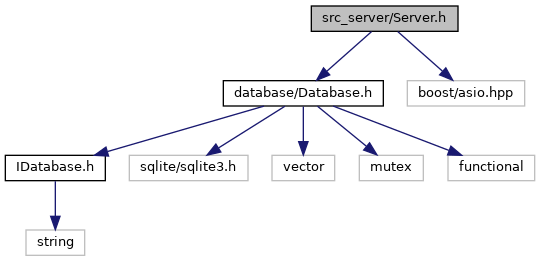 src_server/Server.h
database/Database.h
boost/asio.hpp
IDatabase.h
sqlite/sqlite3.h
vector
mutex
functional
string